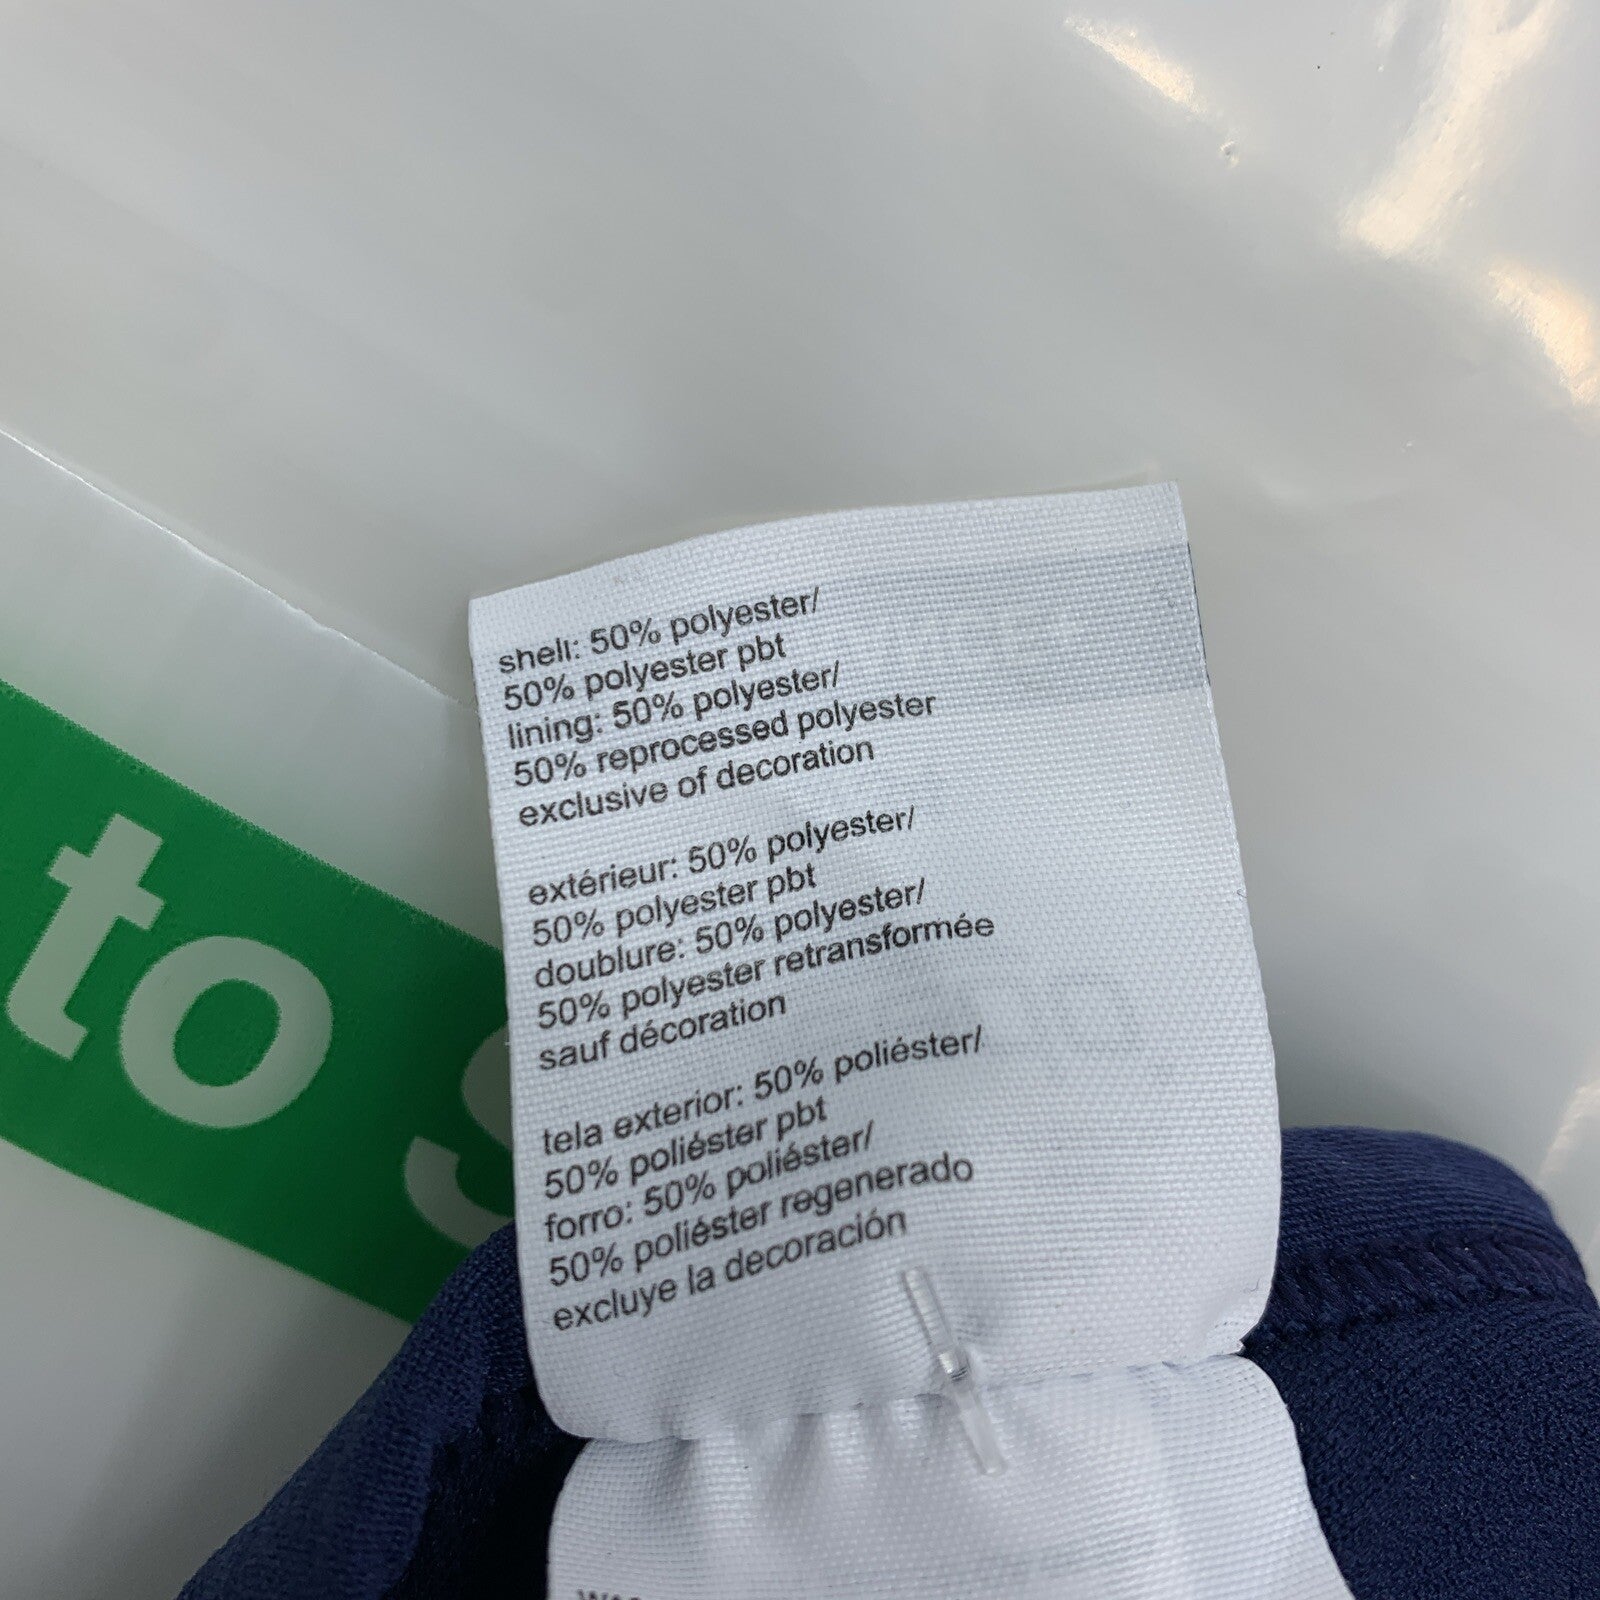 shell: 50% polyester/
50% polyester pbt
lining: 50% polyester/
50% reprocessed polyester
exclusive of decoration
extérieur: 50% polyester/
50% polyester pbt
doublure: 50% polyester/
50% polyester retransformée
sauf décoration
tela exterior: 50% poliéster/
50% poliéster pbt
forro: 50% poliéster/
50% poliéster regenerado
excluye la decoración
to